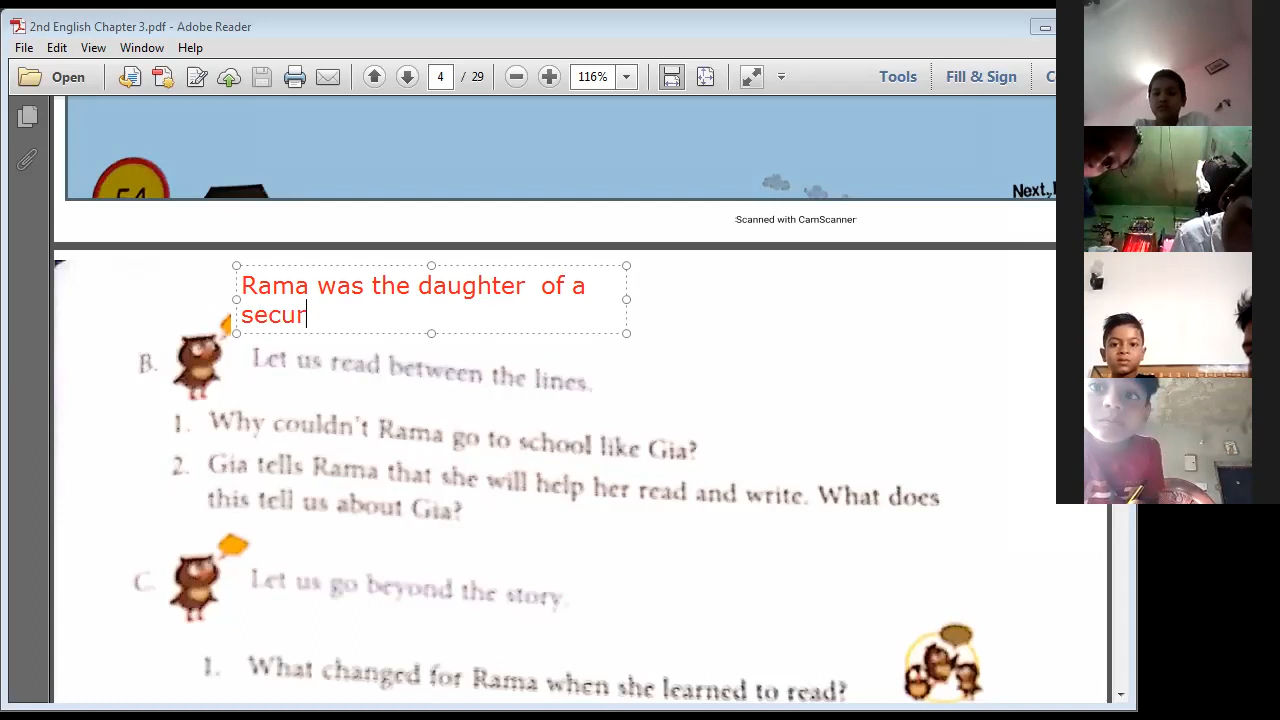 2nd English Chapter 3.pdf - Adobe Reader
File Edit View Window Help
Open 4 / 29 116% Tools Fill & Sign C
54
Next
Scanned with CamScanner
Rama was the daughter of a
secur
B. Let us read between the lines.
1. Why couldn't Rama go to school like Gia?
2. Gia tells Rama that she will help her read and write. What does
this tell us about Gia?
C. Let us go beyond the story.
1. What changed for Rama when she learned to read?